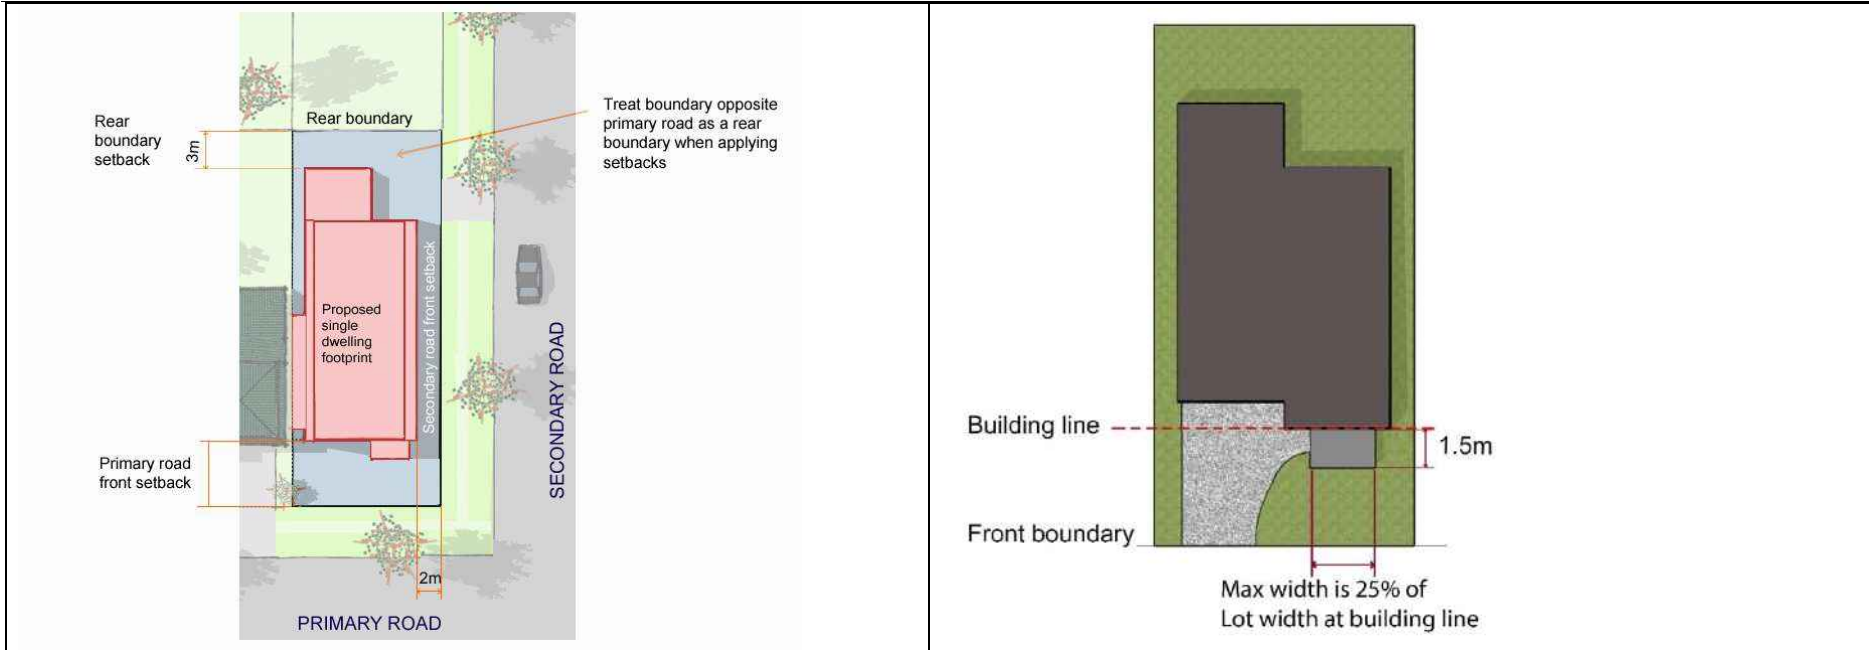 Rear
boundary
setback
3m
Rear boundary
Treat boundary opposite
primary road as a rear
boundary when applying
setbacks
Proposed
single
dwelling
footprint
Secondary road front setback
SECONDARY ROAD
Primary road
front setback
2m
PRIMARY ROAD
Building line
1.5m
Front boundary
Max width is 25% of
Lot width at building line